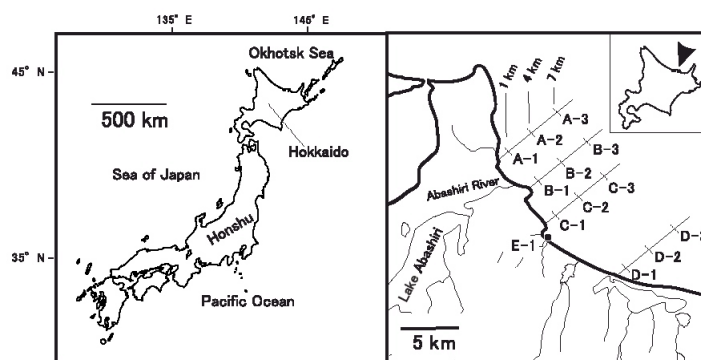 135° E
145° E
45° N
35° N
Okhotsk Sea
500 km
Hokkaido
Sea of Japan
Honshu
Pacific Ocean
1 km
4 km
7 km
A-3
A-2
A-1
B-3
B-2
B-1
C-3
C-2
C-1
E-1
D-2
D-1
Abashiri River
Lake Abashiri
5 km